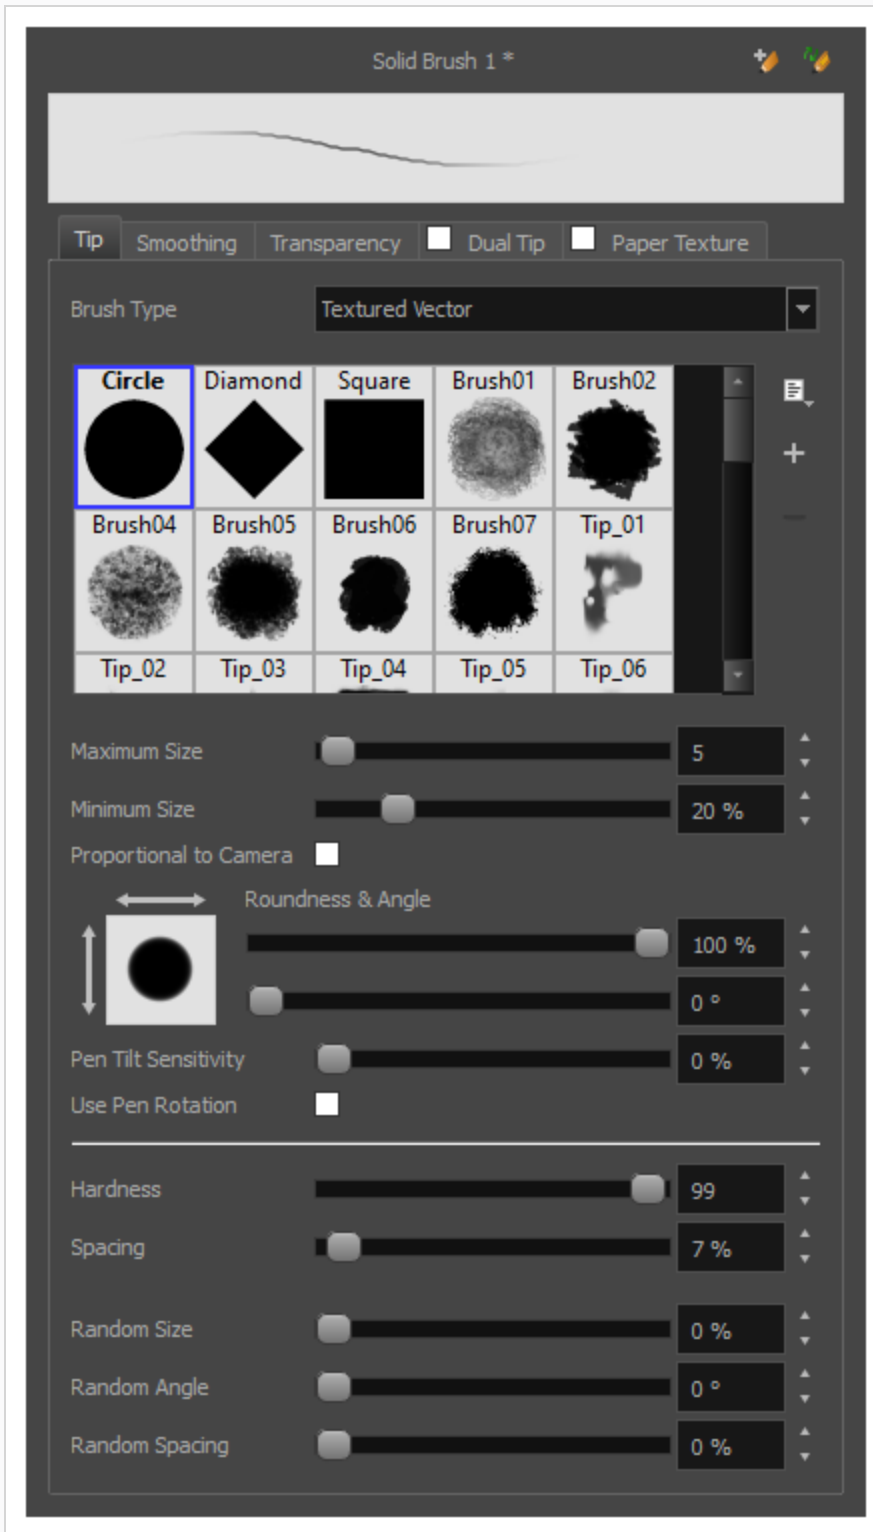 Solid Brush 1 *
Tip Smoothing Transparency Dual Tip Paper Texture
Brush Type Textured Vector
Circle Diamond Square Brush01 Brush02
Brush04 Brush05 Brush06 Brush07 Tip_01
Tip_02 Tip_03 Tip_04 Tip_05 Tip_06
Maximum Size 5
Minimum Size 20 %
Proportional to Camera
Roundness & Angle
100 %
0 °
Pen Tilt Sensitivity 0 %
Use Pen Rotation
Hardness 99
Spacing 7 %
Random Size 0 %
Random Angle 0 °
Random Spacing 0 %